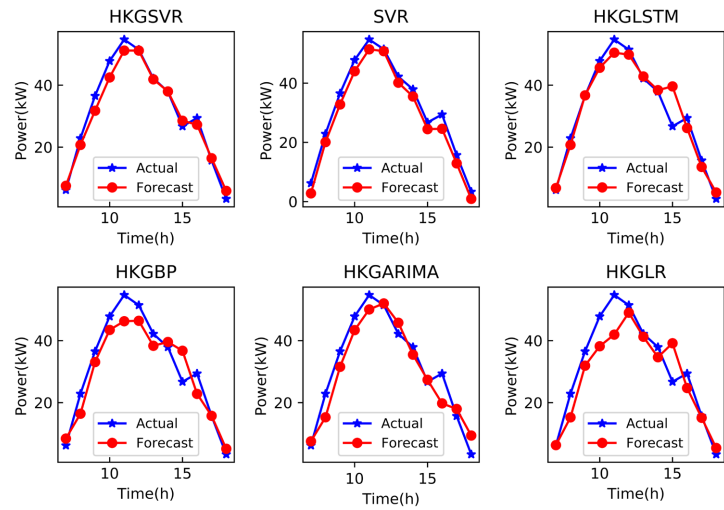 HKGSVR
SVR
HKGLSTM
Power(kW)
40
20
Actual
Forecast
10
15
Time(h)
Power(kW)
40
20
0
Actual
Forecast
10
15
Time(h)
Power(kW)
40
20
Actual
Forecast
10
15
Time(h)
HKGBP
HKGARIMA
HKGLR
Power(kW)
40
20
Actual
Forecast
10
15
Time(h)
Power(kW)
40
20
Actual
Forecast
10
15
Time(h)
Power(kW)
40
20
Actual
Forecast
10
15
Time(h)